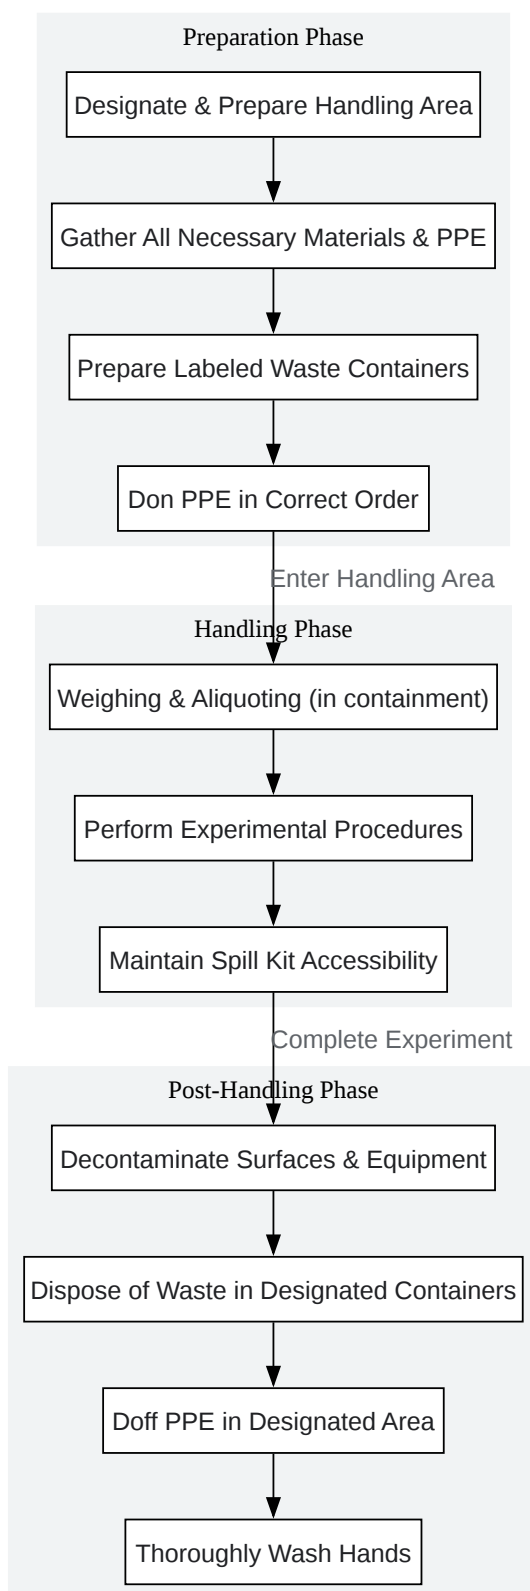 Preparation Phase
Designate & Prepare Handling Area
Gather All Necessary Materials & PPE
Prepare Labeled Waste Containers
Don PPE in Correct Order
Enter Handling Area
Handling Phase
Weighing & Aliquoting (in containment)
Perform Experimental Procedures
Maintain Spill Kit Accessibility
Complete Experiment
Post-Handling Phase
Decontaminate Surfaces & Equipment
Dispose of Waste in Designated Containers
Doff PPE in Designated Area
Thoroughly Wash Hands